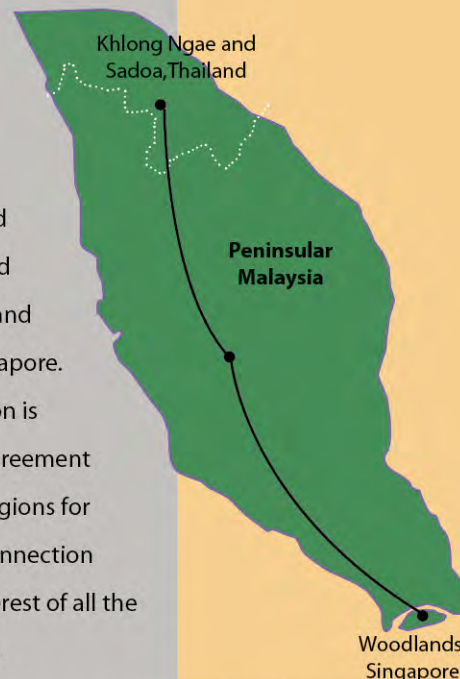 Khlong Ngae and
Sadoa,Thailand
Peninsular
Malaysia
and
apore.
on is
reement
gions for
nnection
rest of all the
Woodlands
Singapore